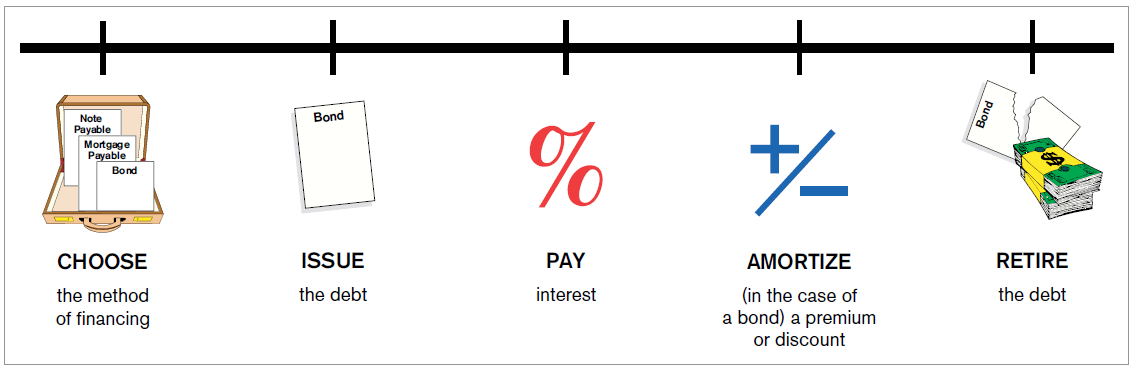 Note
Payable
Mortgage
Payable
Bond
Bond
%
+/−
Bond
$
CHOOSE
the method
of financing
ISSUE
the debt
PAY
interest
AMORTIZE
(in the case of
a bond) a premium
or discount
RETIRE
the debt